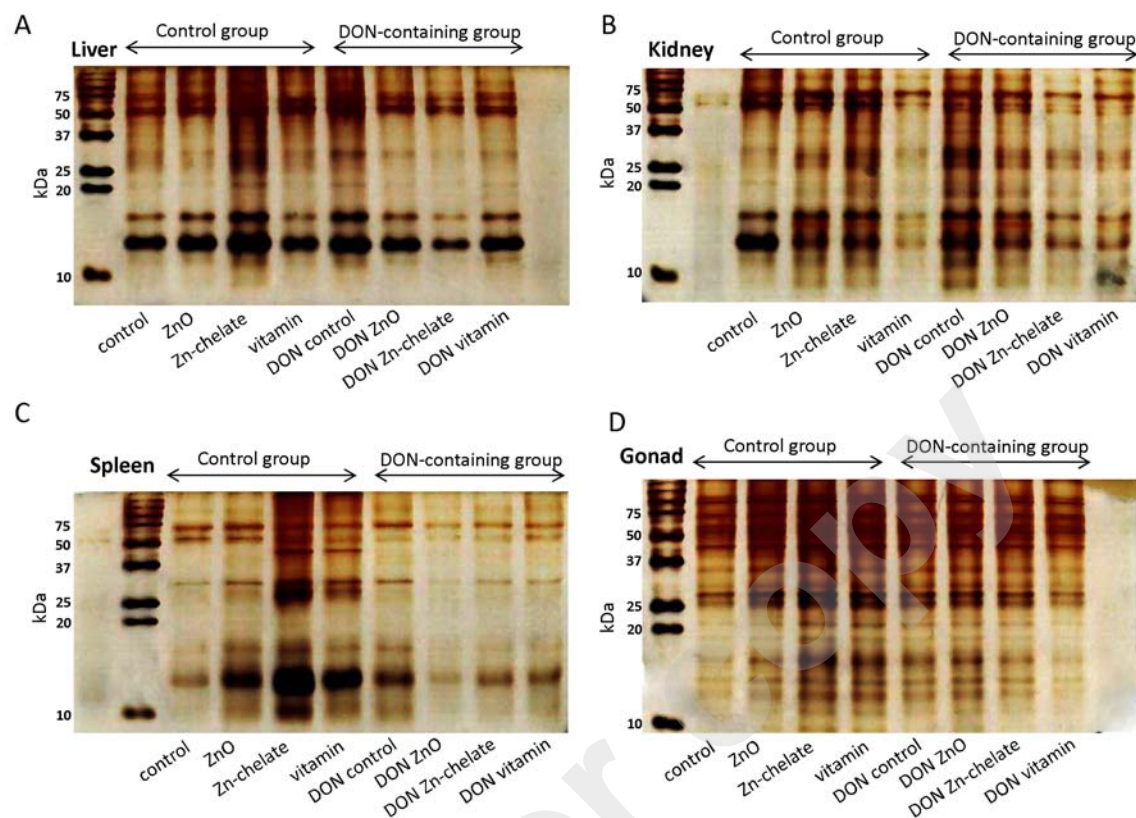 A
Liver
Control group
DON-containing group
75
50
37
25
20
10
kDa
control
ZnO
Zn-chelate
vitamin
DON control
DON ZnO
DON Zn-chelate
DON vitamin
B
Kidney
Control group
DON-containing group
75
50
37
25
20
10
kDa
control
ZnO
Zn-chelate
vitamin
DON control
DON ZnO
DON Zn-chelate
DON vitamin
C
Spleen
Control group
DON-containing group
75
50
37
25
20
10
kDa
control
ZnO
Zn-chelate
vitamin
DON control
DON ZnO
DON Zn-chelate
DON vitamin
D
Gonad
Control group
DON-containing group
75
50
37
25
20
10
kDa
control
ZnO
Zn-chelate
vitamin
DON control
DON ZnO
DON Zn-chelate
DON vitamin
copy